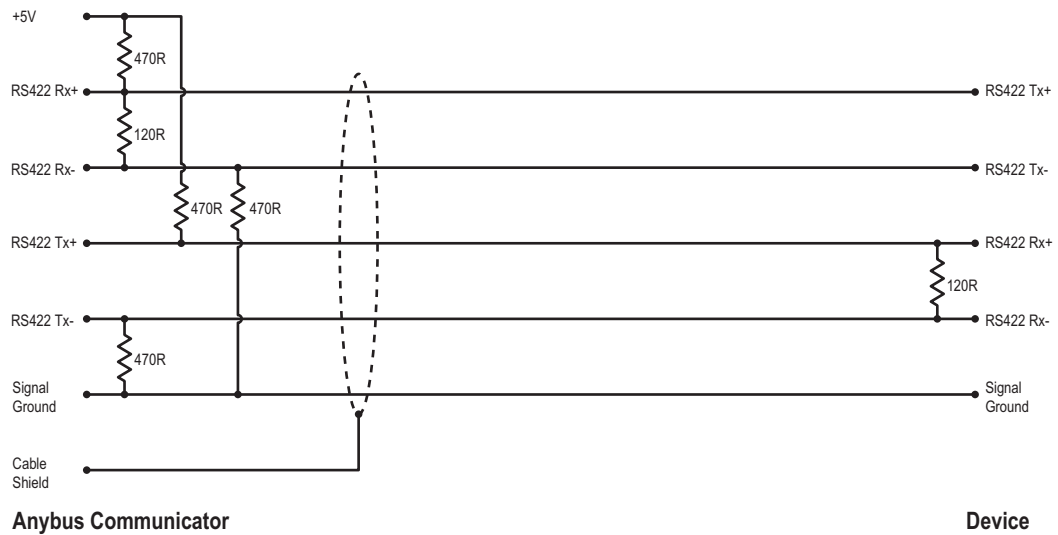 +5V
470R
RS422 Rx+
RS422 Tx+
120R
RS422 Rx-
RS422 Tx-
470R
470R
RS422 Tx+
RS422 Rx+
120R
RS422 Tx-
RS422 Rx-
470R
Signal
Ground
Signal
Ground
Cable
Shield
Anybus Communicator
Device